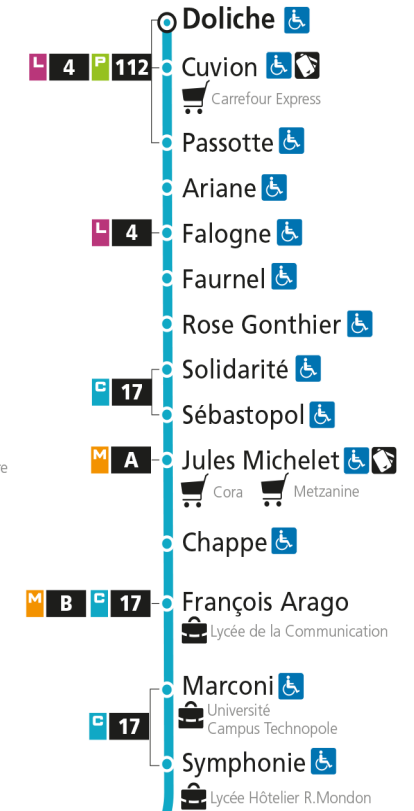 Doliche
L 4 P 112 Cuvion
Carrefour Express
Passotte
Ariane
L 4 Falogne
Faurnel
Rose Gonthier
Solidarité
C 17
Sébastopol
M A Jules Michelet
re
Cora Metzanine
Chappe
M B C 17 François Arago
Lycée de la Communication
Marconi
Université
Campus Technopole
C 17
Symphonie
Lycée Hôtelier R.Mondon